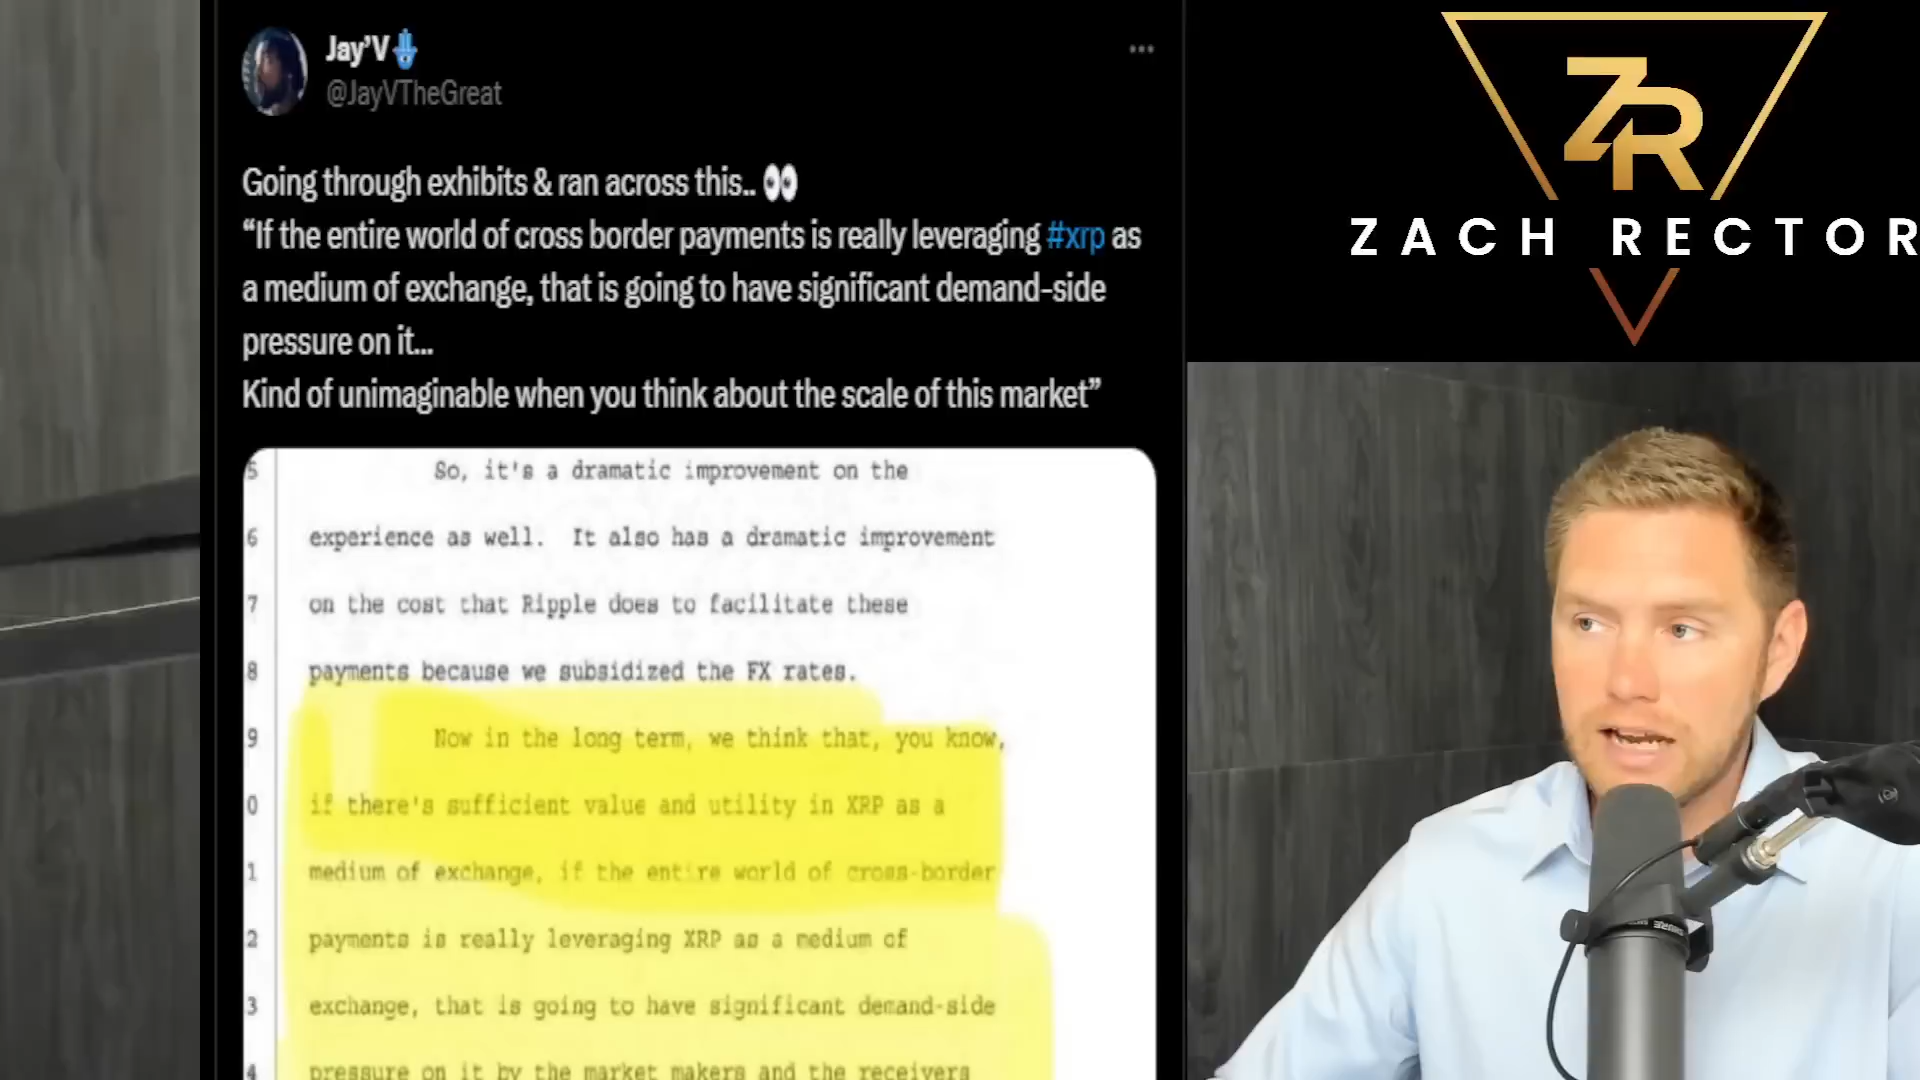 Jay'V
@JayVTheGreat
Going through exhibits & ran across this..
“If the entire world of cross border payments is really leveraging #xrp as
a medium of exchange, that is going to have significant demand-side
pressure on it...
Kind of unimaginable when you think about the scale of this market”
5 So, it's a dramatic improvement on the
6 experience as well. It also has a dramatic improvement
7 on the cost that Ripple does to facilitate these
8 payments because we subsidized the FX rates.
9 Now in the long term, we think that, you know,
0 if there's sufficient value and utility in XRP as a
1 medium of exchange, if the entire world of cross-border
2 payments is really leveraging XRP as a medium of
3 exchange, that is going to have significant demand-side
4 pressure on it by the market makers and the receivers
ZR
ZACH RECTOR
SHURE